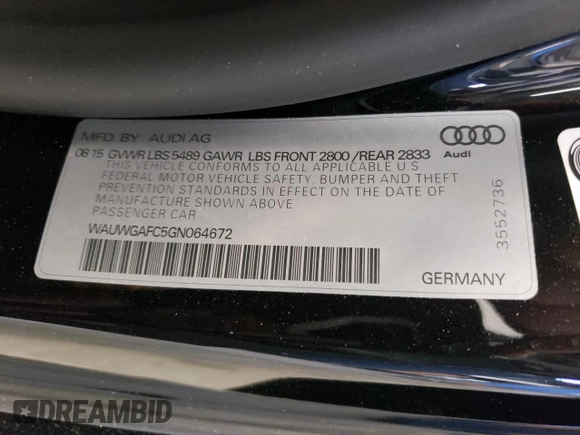 MFD. BY AUDI AG
08 15 GVWR LBS 5489 GAWR LBS FRONT 2800 /REAR 2833
THIS VEHICLE CONFORMS TO ALL APPLICABLE U.S.
FEDERAL MOTOR VEHICLE SAFETY, BUMPER AND THEFT
PREVENTION STANDARDS IN EFFECT ON THE DATE OF
MANUFACTURE SHOWN ABOVE
PASSENGER CAR
WAUWGAFC5GN064672
Audi
3552736
GERMANY
DREAMBID